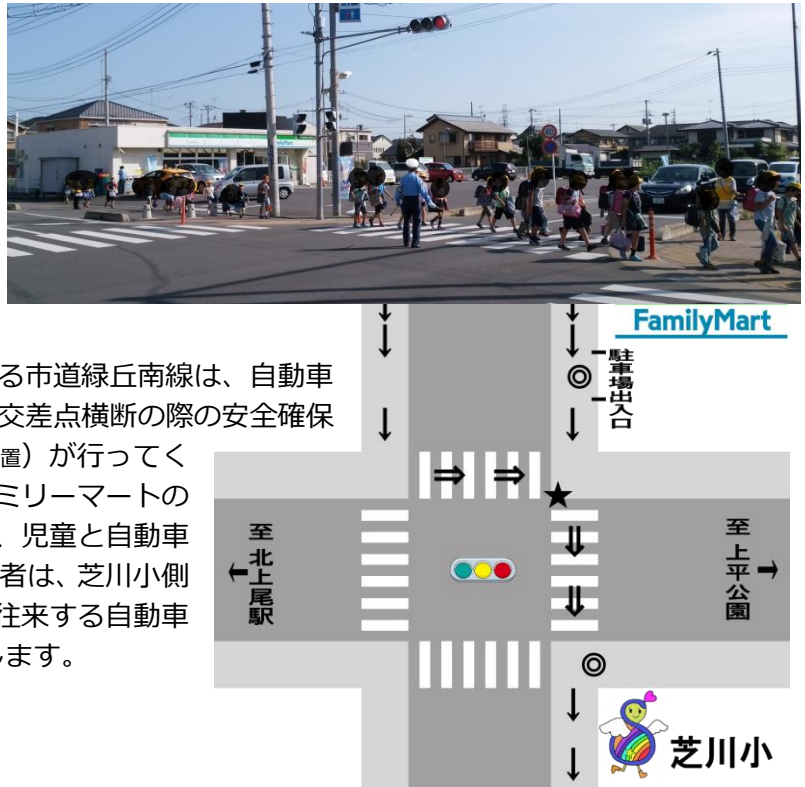 FamilyMart
FamilyMart
駐車場出入口
る市道緑丘南線は、自動車
交差点横断の際の安全確保
置）が行ってく
ミリーマートの
、児童と自動車
者は、芝川小側
往来する自動車
します。
至 北上尾駅
至 上平公園
芝川小